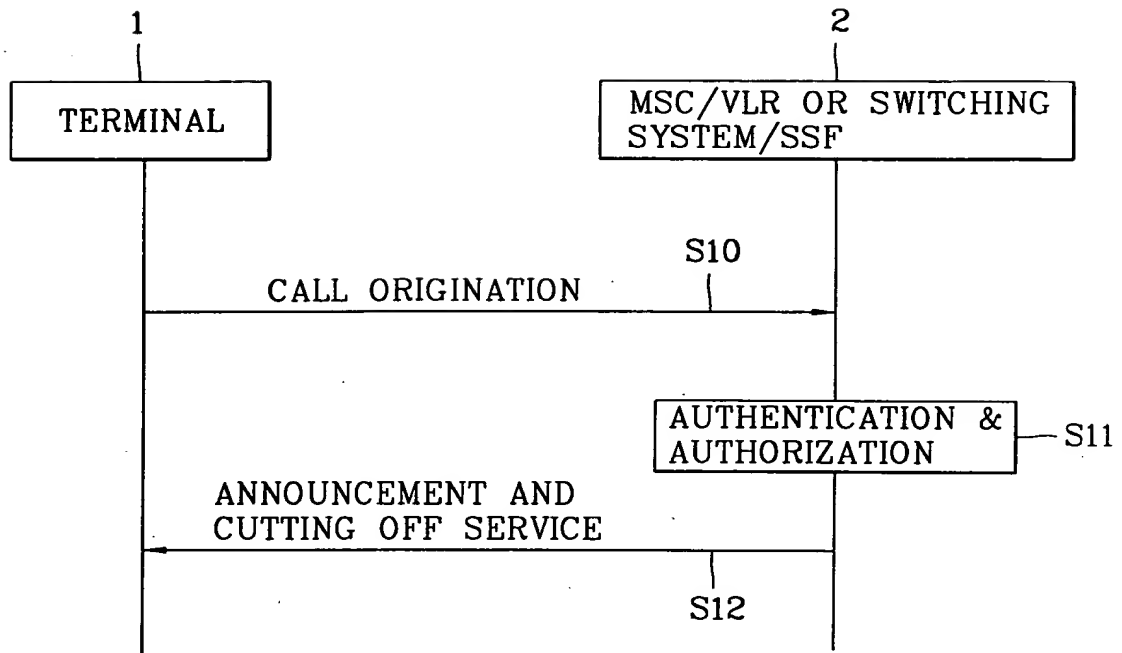 1
2
TERMINAL
MSC/VLR OR SWITCHING
SYSTEM/SSF
S10
CALL ORIGINATION
AUTHENTICATION &
AUTHORIZATION
S11
ANNOUNCEMENT AND
CUTTING OFF SERVICE
S12